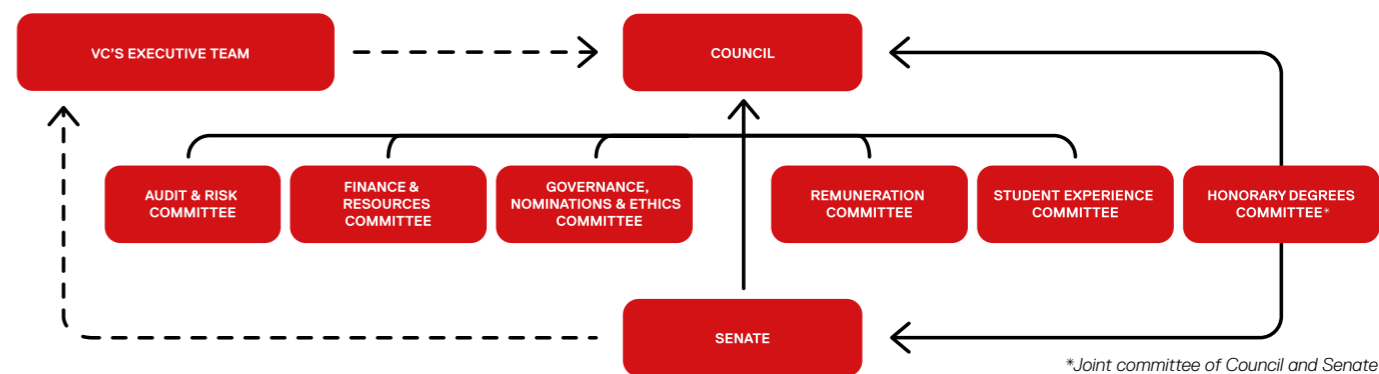 VC'S EXECUTIVE TEAM
COUNCIL
AUDIT & RISK
COMMITTEE
FINANCE &
RESOURCES
COMMITTEE
GOVERNANCE,
NOMINATIONS & ETHICS
COMMITTEE
REMUNERATION
COMMITTEE
STUDENT EXPERIENCE
COMMITTEE
HONORARY DEGREES
COMMITTEE*
SENATE
*Joint committee of Council and Senate